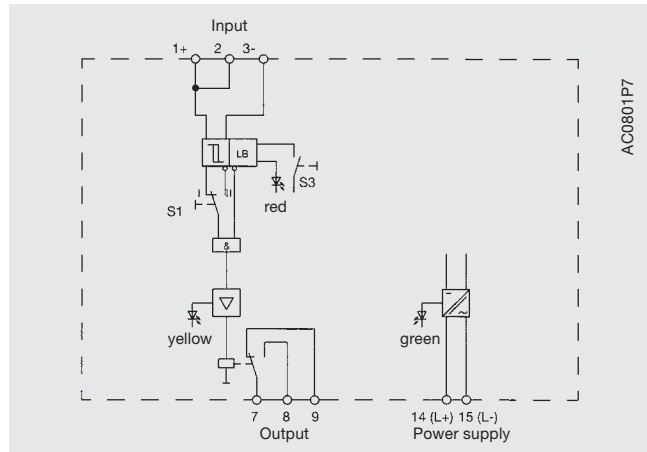 Input
1+ 2 3-
AC0801P7
LB
S3
I II
S1
red
&
yellow
green
7 8 9 14 (L+) 15 (L-)
Output Power supply